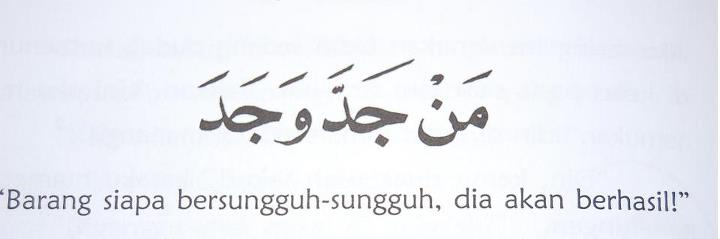 مَنْ جَدَّ وَجَدَ
“Barang siapa bersungguh-sungguh, dia akan berhasil!”